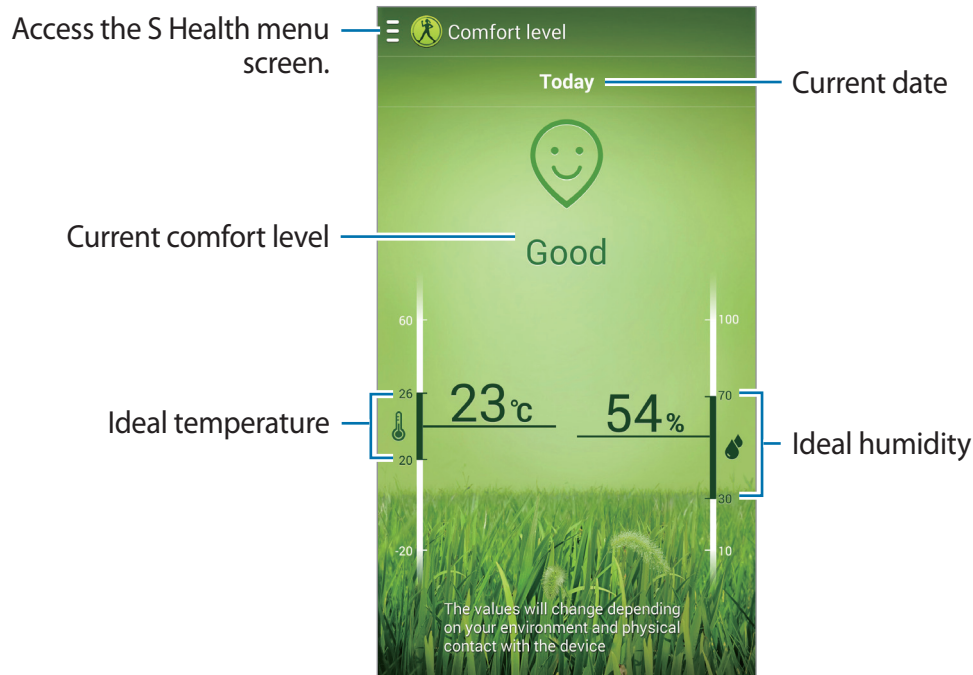 Access the S Health menu
screen.
Comfort level
Today
Current date
Current comfort level
Good
60
100
26
70
23°C
54%
Ideal temperature
Ideal humidity
20
30
-20
10
The values will change depending
on your environment and physical
contact with the device